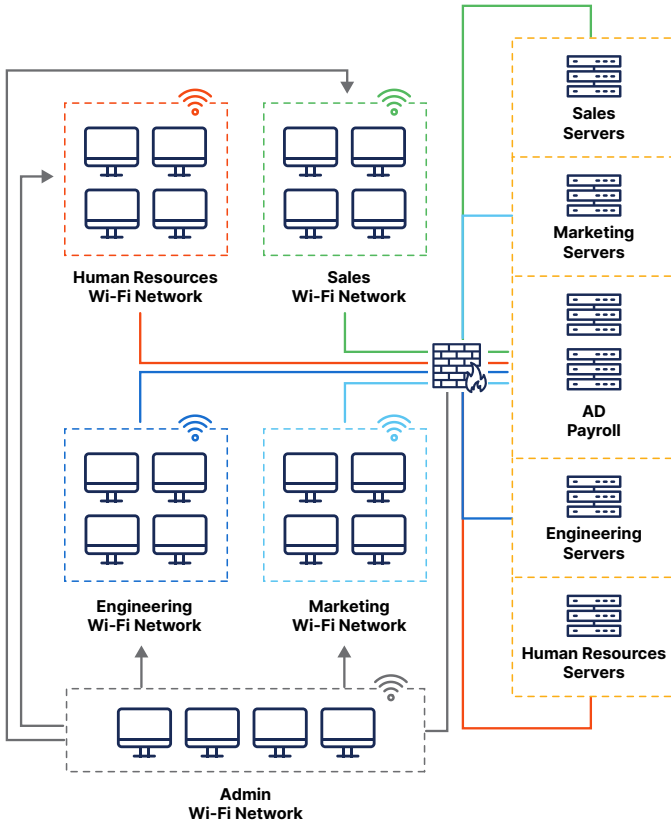 Sales
Servers
Marketing
Servers
Human Resources
Wi-Fi Network
Sales
Wi-Fi Network
AD
Payroll
Engineering
Servers
Engineering
Wi-Fi Network
Marketing
Wi-Fi Network
Human Resources
Servers
Admin
Wi-Fi Network